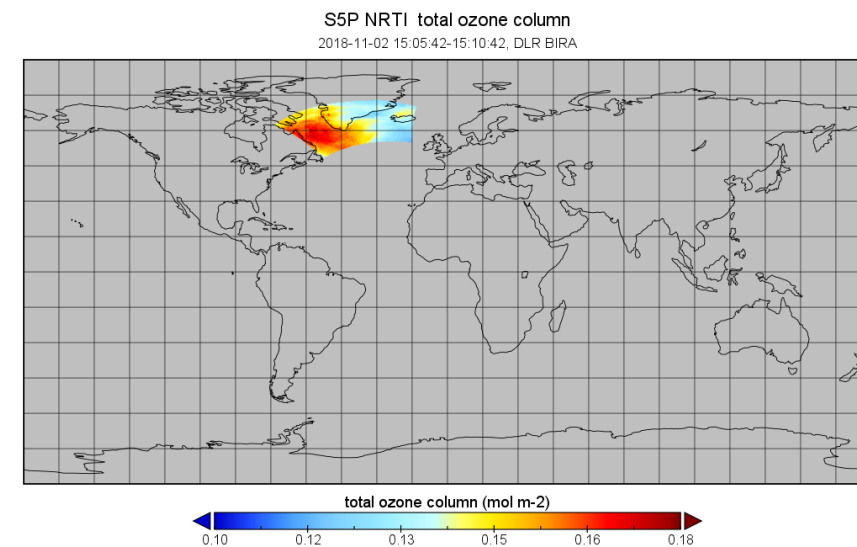 S5P NRTI  total ozone column
2018-11-02 15:05:42-15:10:42, DLR BIRA
total ozone column (mol m-2)
0.10 0.12 0.13 0.15 0.16 0.18